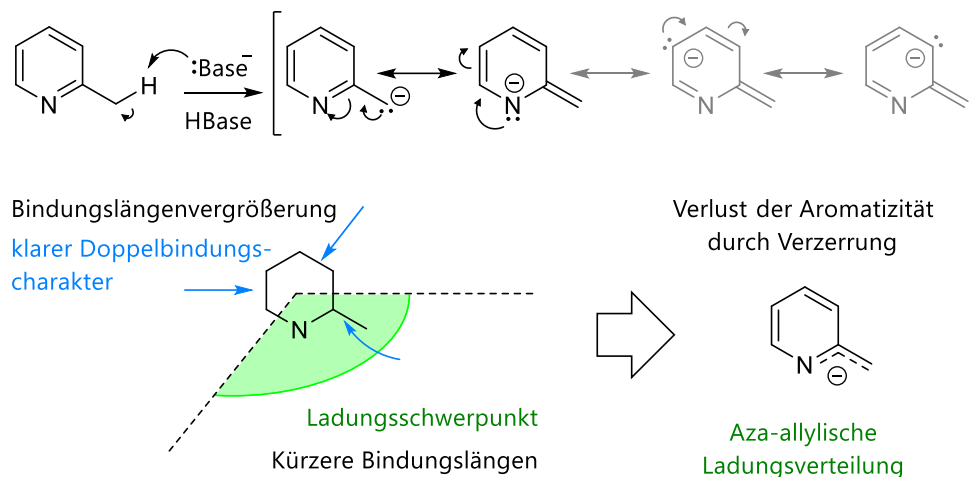 H
:Base⁻
HBase
N
N
N
N
Bindungslängenvergrößerung
klarer Doppelbindungs-
charakter
N
Ladungsschwerpunkt
Kürzere Bindungslängen
Verlust der Aromatizität
durch Verzerrung
N
Aza-allylische
Ladungsverteilung